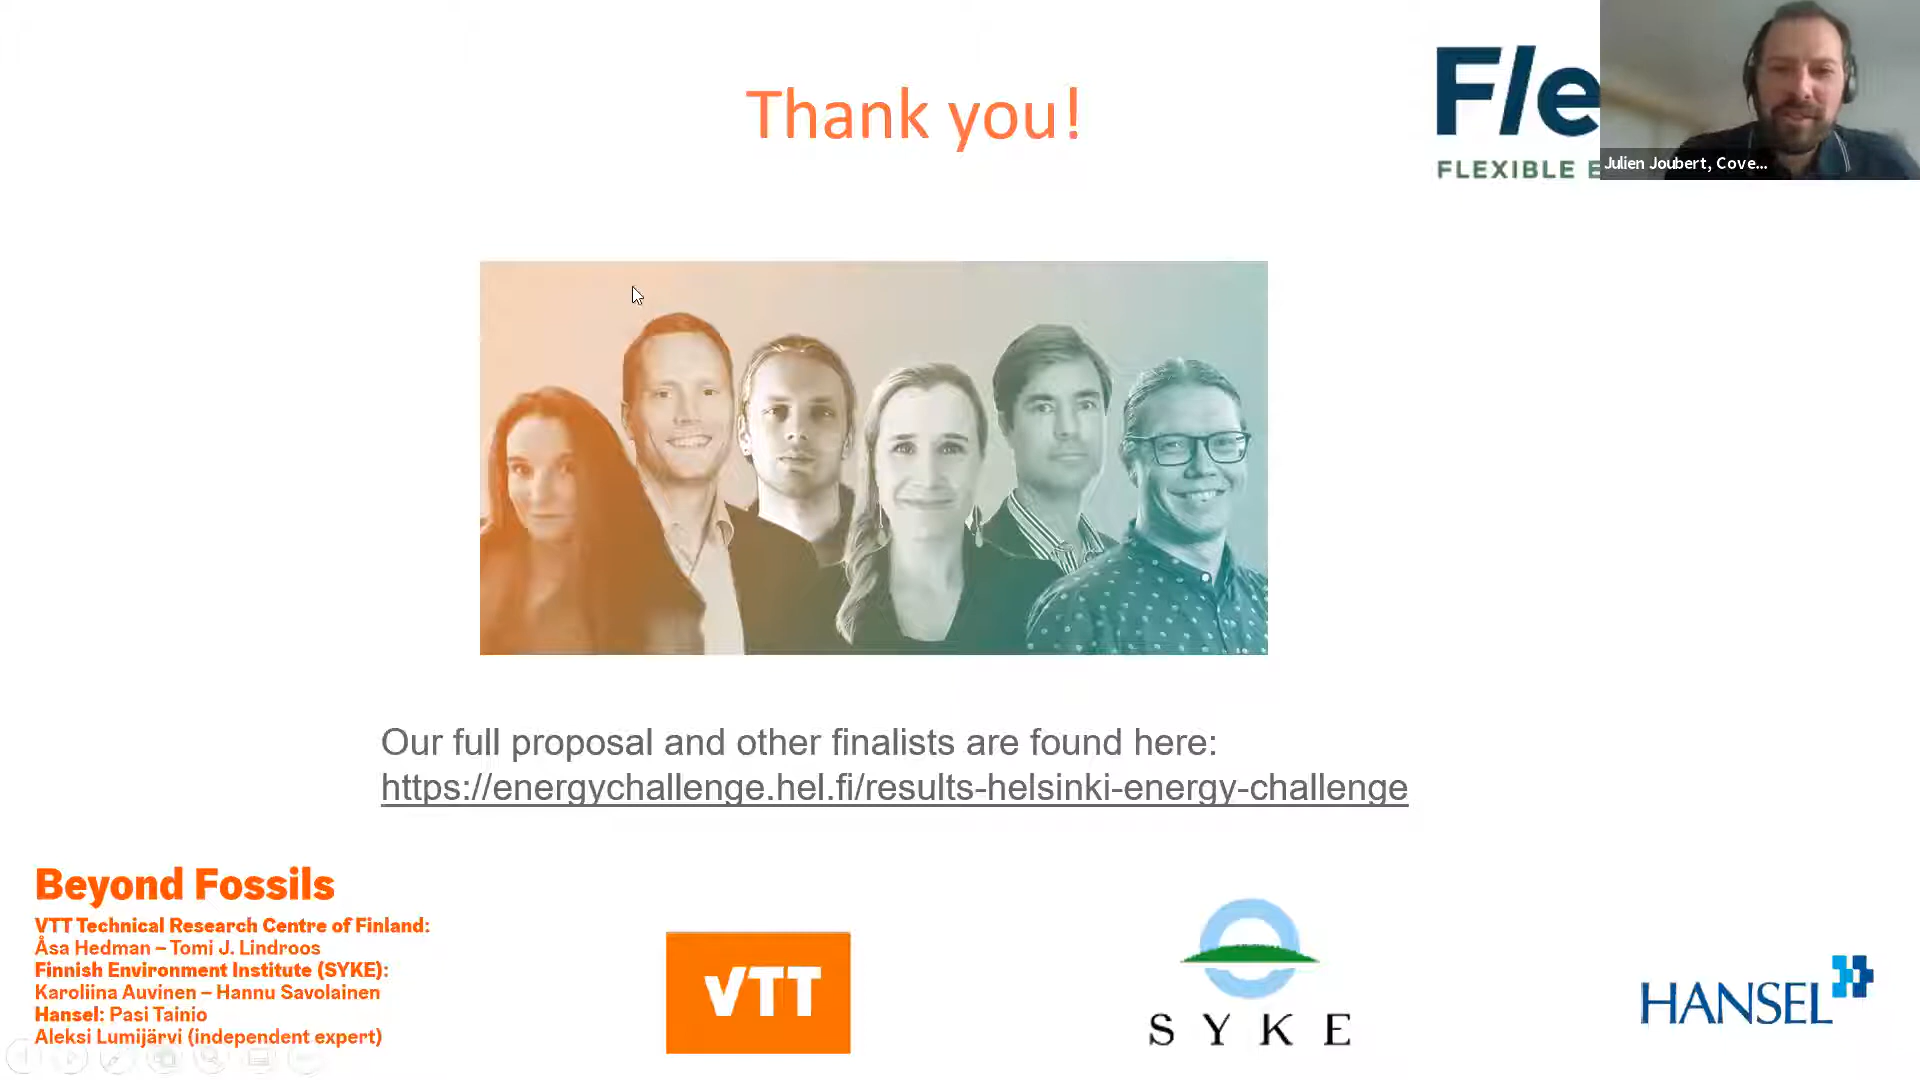 Thank you!
Fle
FLEXIBLE E
Julien Joubert, Cove...
Our full proposal and other finalists are found here:
https://energychallenge.hel.fi/results-helsinki-energy-challenge
Beyond Fossils
VTT Technical Research Centre of Finland:
Åsa Hedman – Tomi J. Lindroos
Finnish Environment Institute (SYKE):
Karoliina Auvinen – Hannu Savolainen
Hansel: Pasi Tainio
Aleksi Lumijärvi (independent expert)
VTT
SYKE
HANSEL